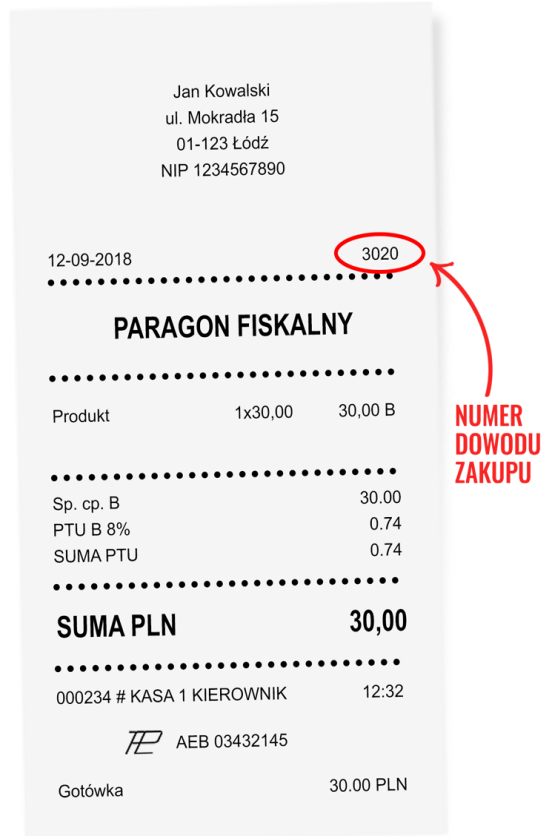 Jan Kowalski
ul. Mokradła 15
01-123 Łódź
NIP 1234567890
12-09-2018 3020
PARAGON FISKALNY
Produkt 1x30,00 30,00 B
NUMER
DOWODU
ZAKUPU
Sp. cp. B 30.00
PTU B 8% 0.74
SUMA PTU 0.74
SUMA PLN 30,00
000234 # KASA 1 KIEROWNIK 12:32
AEB 03432145
Gotówka 30.00 PLN